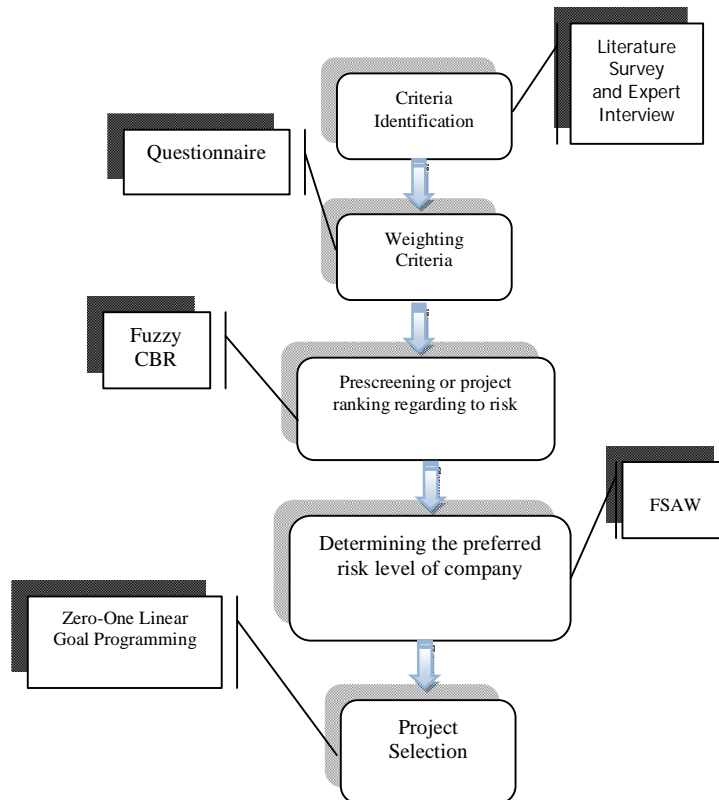 Literature
Survey
and Expert
Interview
Criteria
Identification
Questionnaire
Weighting
Criteria
Fuzzy
CBR
Prescreening or project
ranking regarding to risk
FSAW
Determining the preferred
risk level of company
Zero-One Linear
Goal Programming
Project
Selection